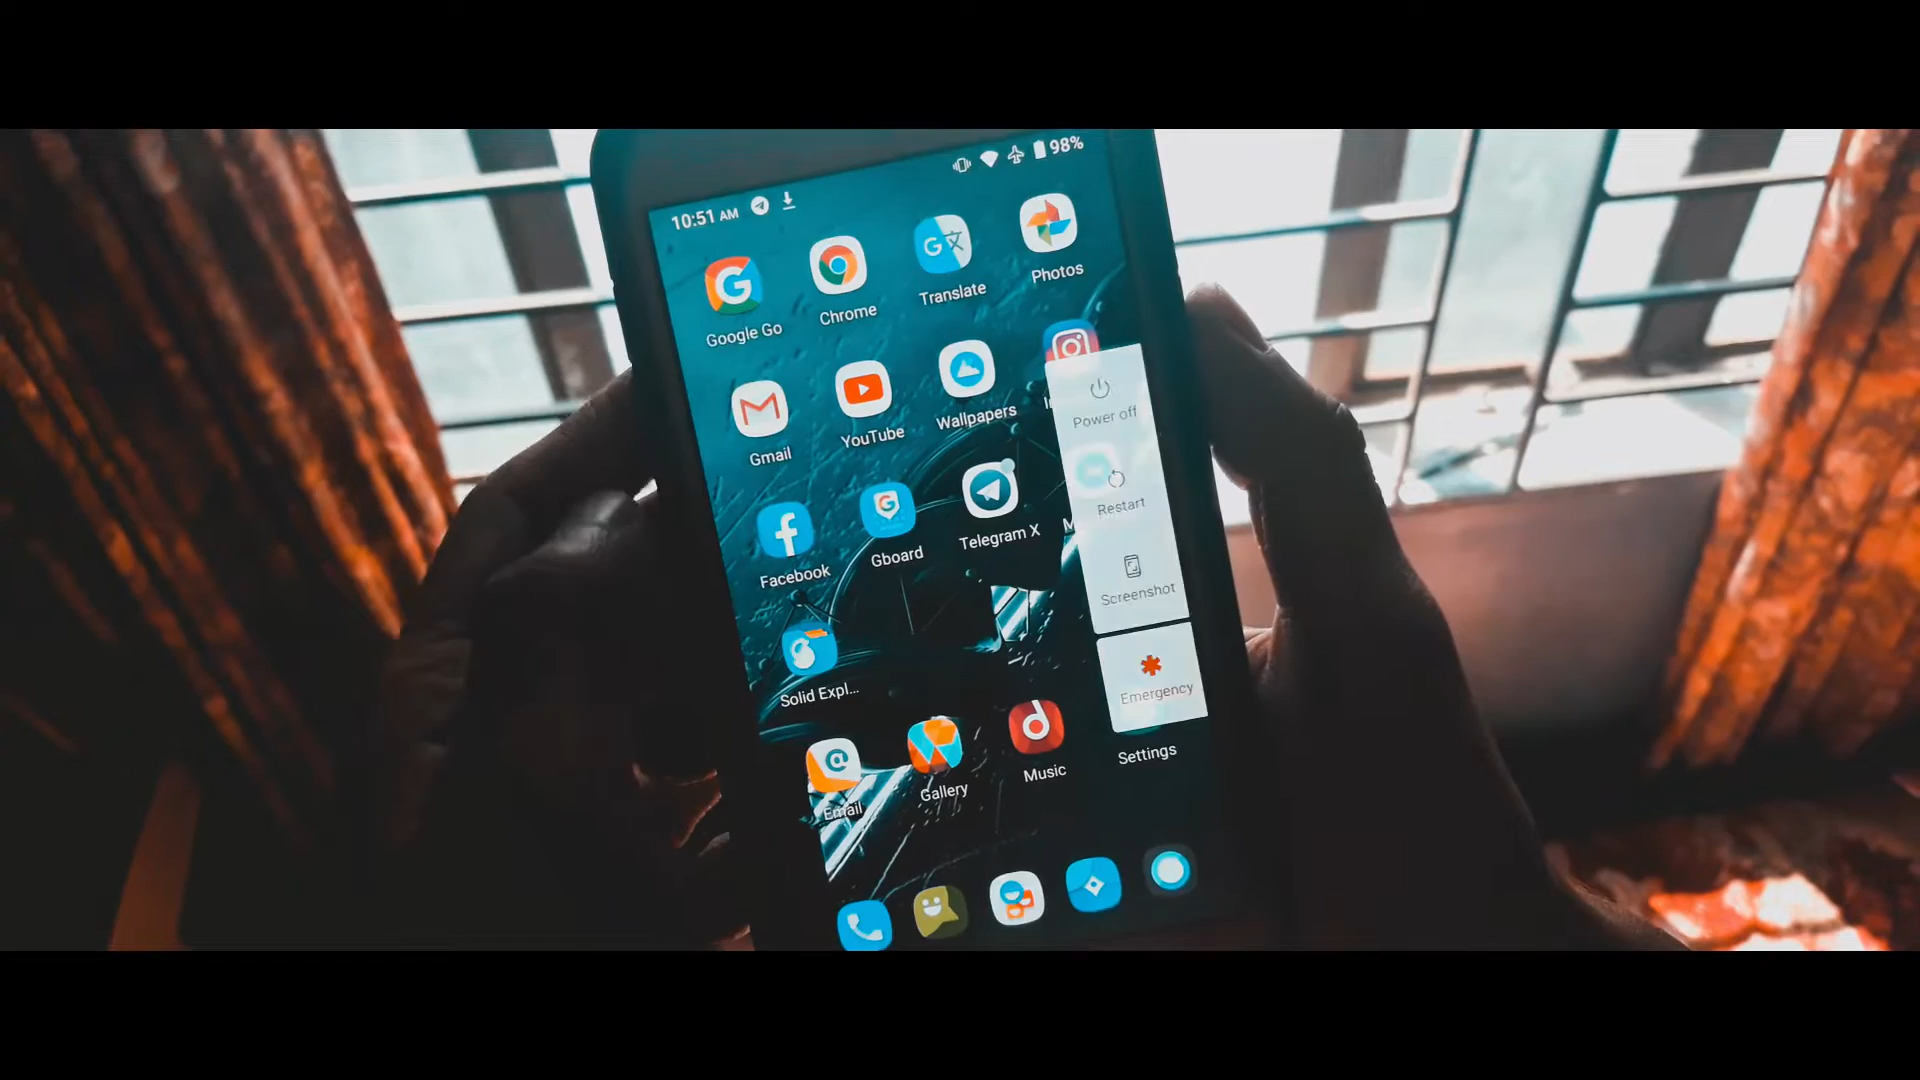 10:51 AM
98%
Google Go
Chrome
Translate
Photos
Gmail
YouTube
Wallpapers
Power off
Facebook
Gboard
Telegram X
Restart
Screenshot
Solid Expl...
Emergency
Email
Gallery
Music
Settings